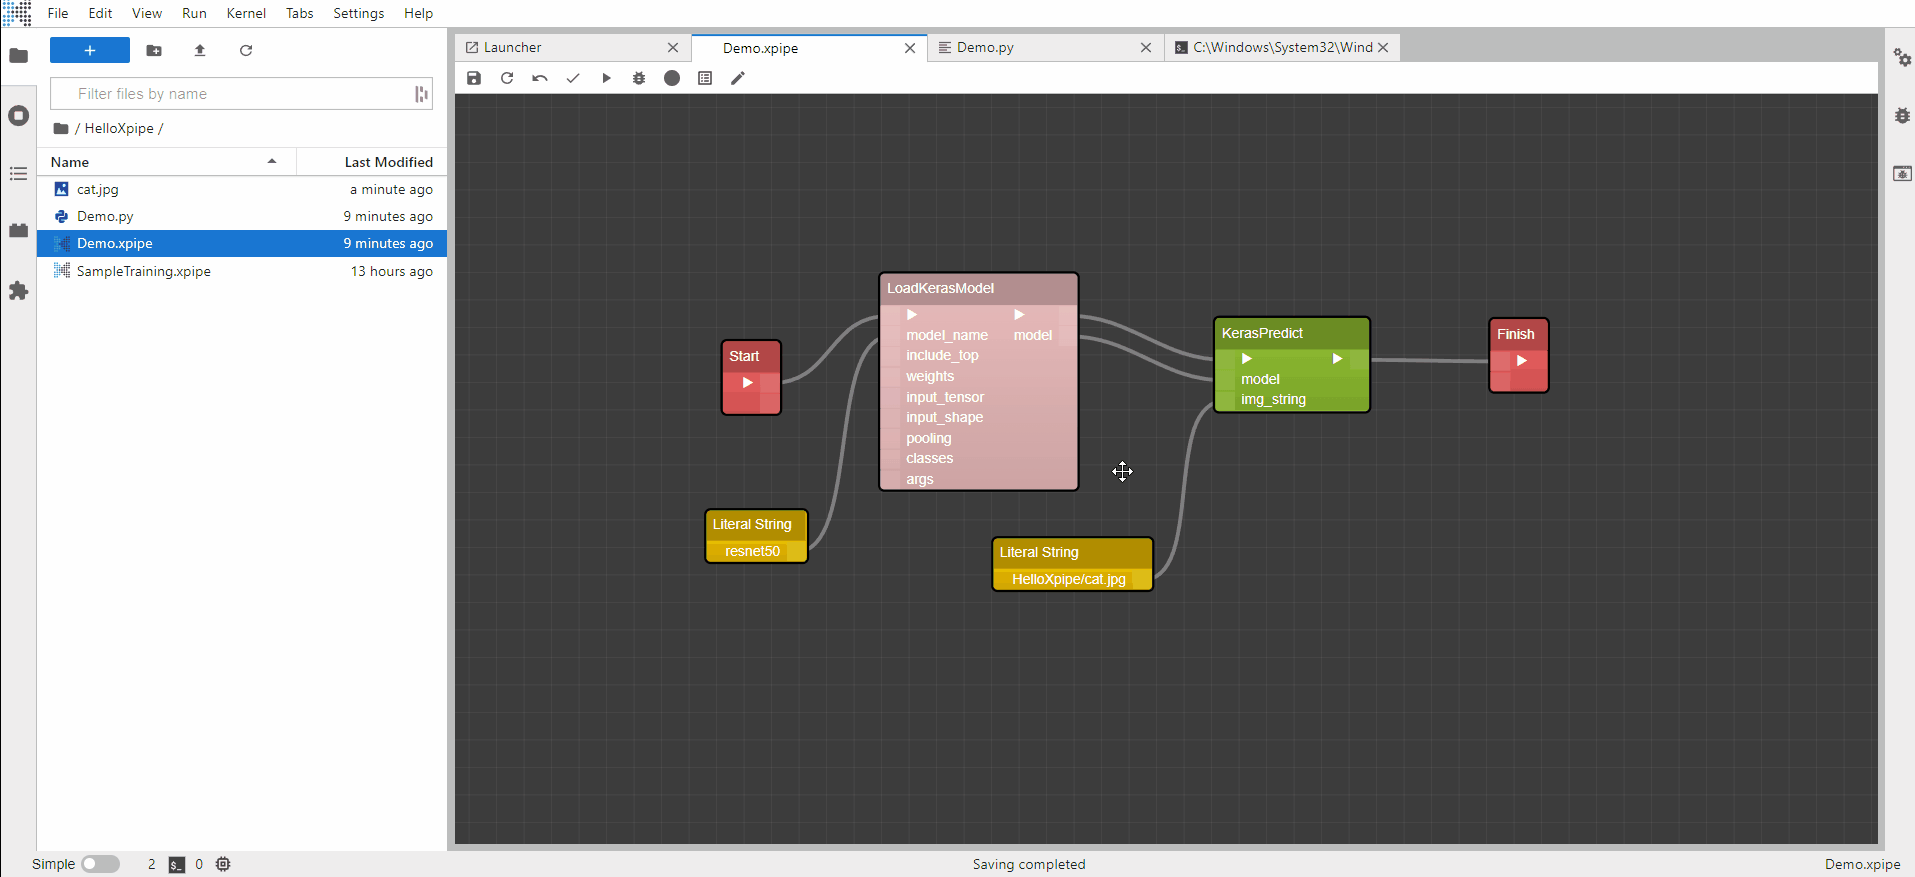 File Edit View Run Kernel Tabs Settings Help
+
Filter files by name
/ HelloXpipe /
Name Last Modified
cat.jpg a minute ago
Demo.py 9 minutes ago
Demo.xpipe 9 minutes ago
SampleTraining.xpipe 13 hours ago
Launcher Demo.xpipe Demo.py C:\Windows\System32\Wind
Start
LoadKerasModel
model_name model
include_top
weights
input_tensor
input_shape
pooling
classes
args
KerasPredict
model
img_string
Finish
Literal String
resnet50
Literal String
HelloXpipe/cat.jpg
Simple 2 $_ 0 Saving completed Demo.xpipe